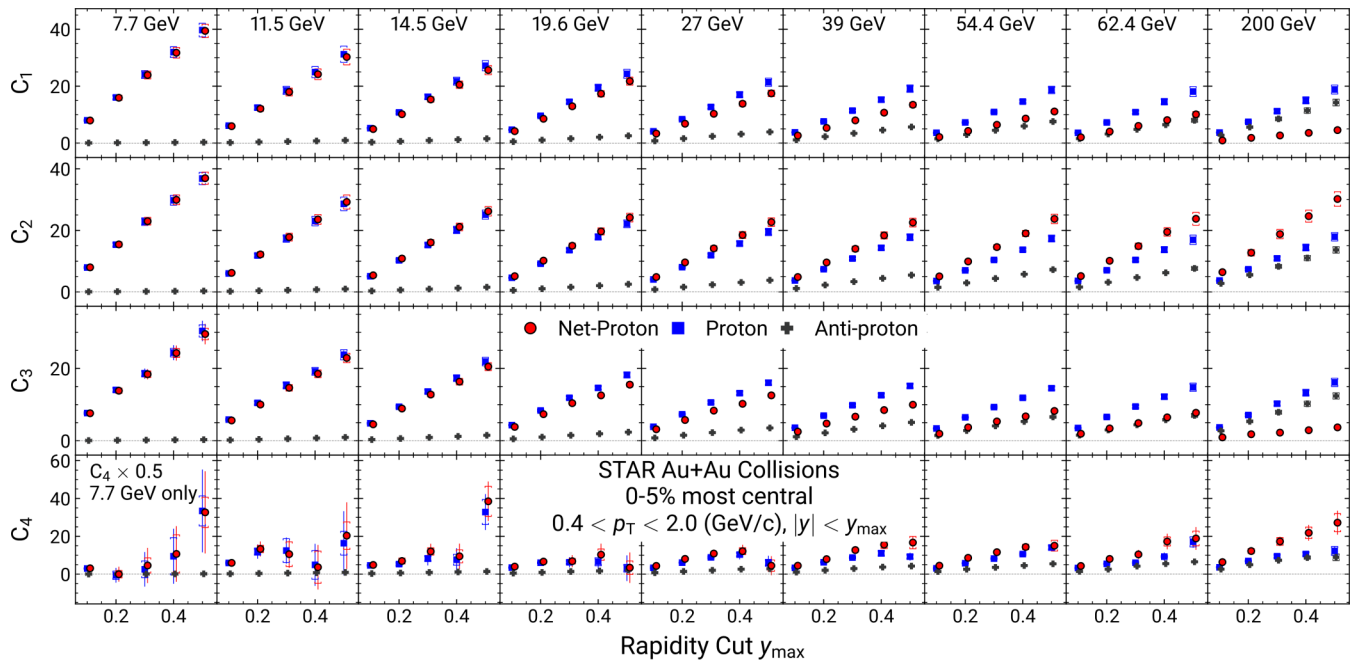 7.7 GeV 11.5 GeV 14.5 GeV 19.6 GeV 27 GeV 39 GeV 54.4 GeV 62.4 GeV 200 GeV
C₁
40
20
0
C₂
40
20
0
Net-Proton Proton Anti-proton
C₃
20
0
C₄
60
40
20
0
C₄ × 0.5
7.7 GeV only
STAR Au+Au Collisions
0-5% most central
0.4 < p_T < 2.0 (GeV/c), |y| < y_max
0.2 0.4 0.2 0.4 0.2 0.4 0.2 0.4 0.2 0.4 0.2 0.4 0.2 0.4 0.2 0.4 0.2 0.4
Rapidity Cut y_max